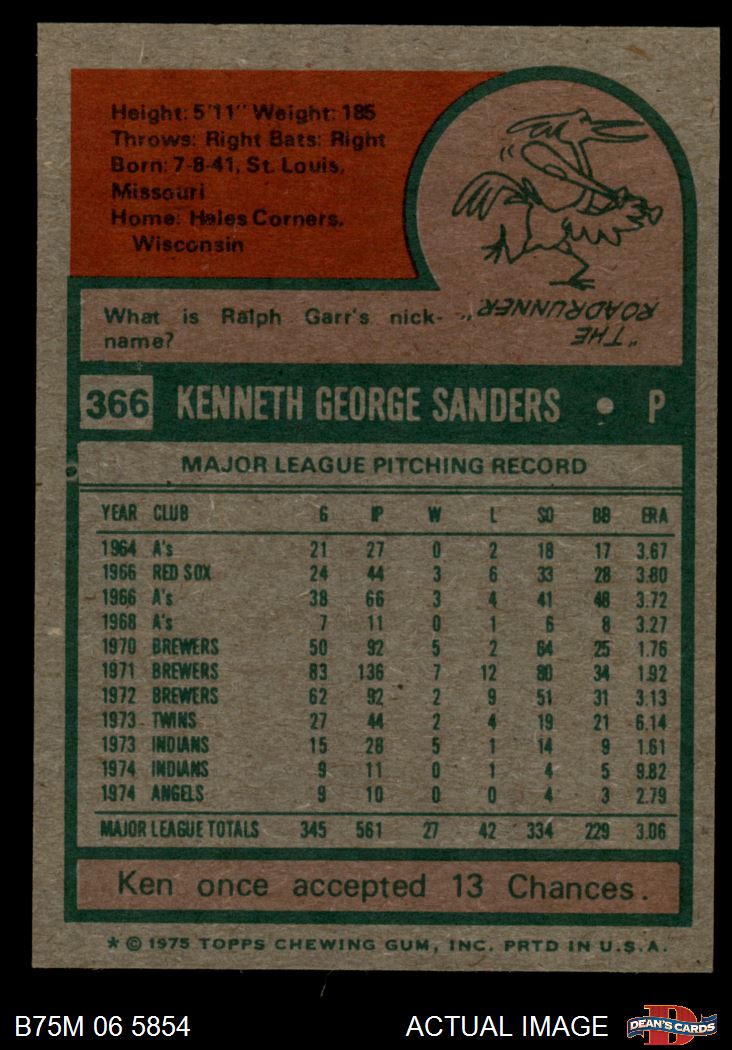 Height: 5'11" Weight: 185
Throws: Right Bats: Right
Born: 7-8-41, St. Louis,
Missouri
Home: Hales Corners,
Wisconsin
What is Ralph Garr's nick-
name?
"THE
ROADRUNNER"
366 KENNETH GEORGE SANDERS • P
MAJOR LEAGUE PITCHING RECORD
YEAR CLUB G IP W L SO BB ERA
1964 A's 21 27 0 2 18 17 3.67
1966 RED SOX 24 44 3 6 33 28 3.80
1966 A's 38 66 3 4 41 48 3.72
1968 A's 7 11 0 1 6 8 3.27
1970 BREWERS 50 92 5 2 64 25 1.76
1971 BREWERS 83 136 7 12 80 34 1.92
1972 BREWERS 62 92 2 9 51 31 3.13
1973 TWINS 27 44 2 4 19 21 6.14
1973 INDIANS 15 28 5 1 14 9 1.61
1974 INDIANS 9 11 0 1 4 5 9.82
1974 ANGELS 9 10 0 0 4 3 2.79
MAJOR LEAGUE TOTALS 345 561 27 42 334 229 3.06
Ken once accepted 13 Chances.
* © 1975 TOPPS CHEWING GUM, INC. PRTD IN U.S.A.
B75M 06 5854 ACTUAL IMAGE D DEAN'S CARDS